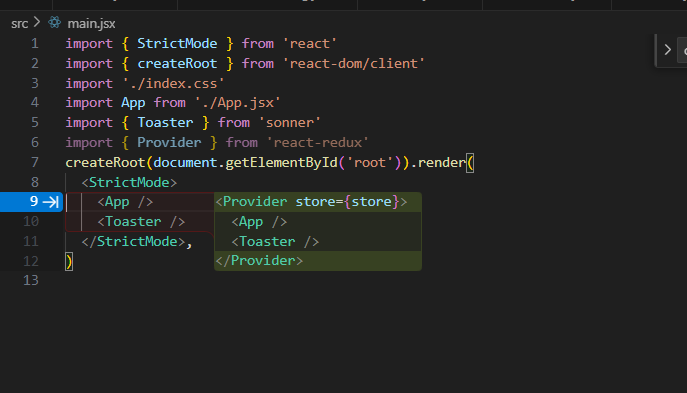 src > main.jsx
1 import { StrictMode } from 'react'
2 import { createRoot } from 'react-dom/client'
3 import './index.css'
4 import App from './App.jsx'
5 import { Toaster } from 'sonner'
6 import { Provider } from 'react-redux'
7 createRoot(document.getElementById('root')).render(
8 <StrictMode>
9 <App /> <Provider store={store}>
10 <Toaster /> <App />
11 </StrictMode>, <Toaster />
12 ) </Provider>
13